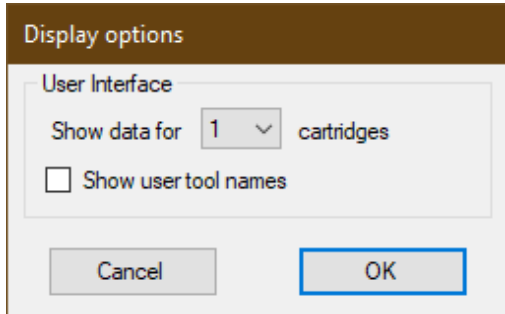 Display options
User Interface
Show data for 1 cartridges
Show user tool names
Cancel OK